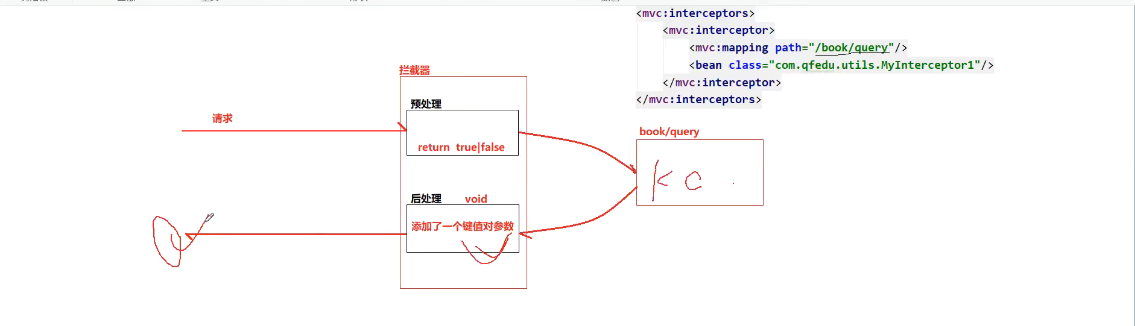 <mvc:interceptors>
<mvc:interceptor>
<mvc:mapping path="/book/query"/>
<bean class="com.qfedu.utils.MyInterceptor1"/>
</mvc:interceptor>
</mvc:interceptors>
拦截器
预处理
请求
return true|false
book/query
K C
后处理 void
添加了一个键值对参数